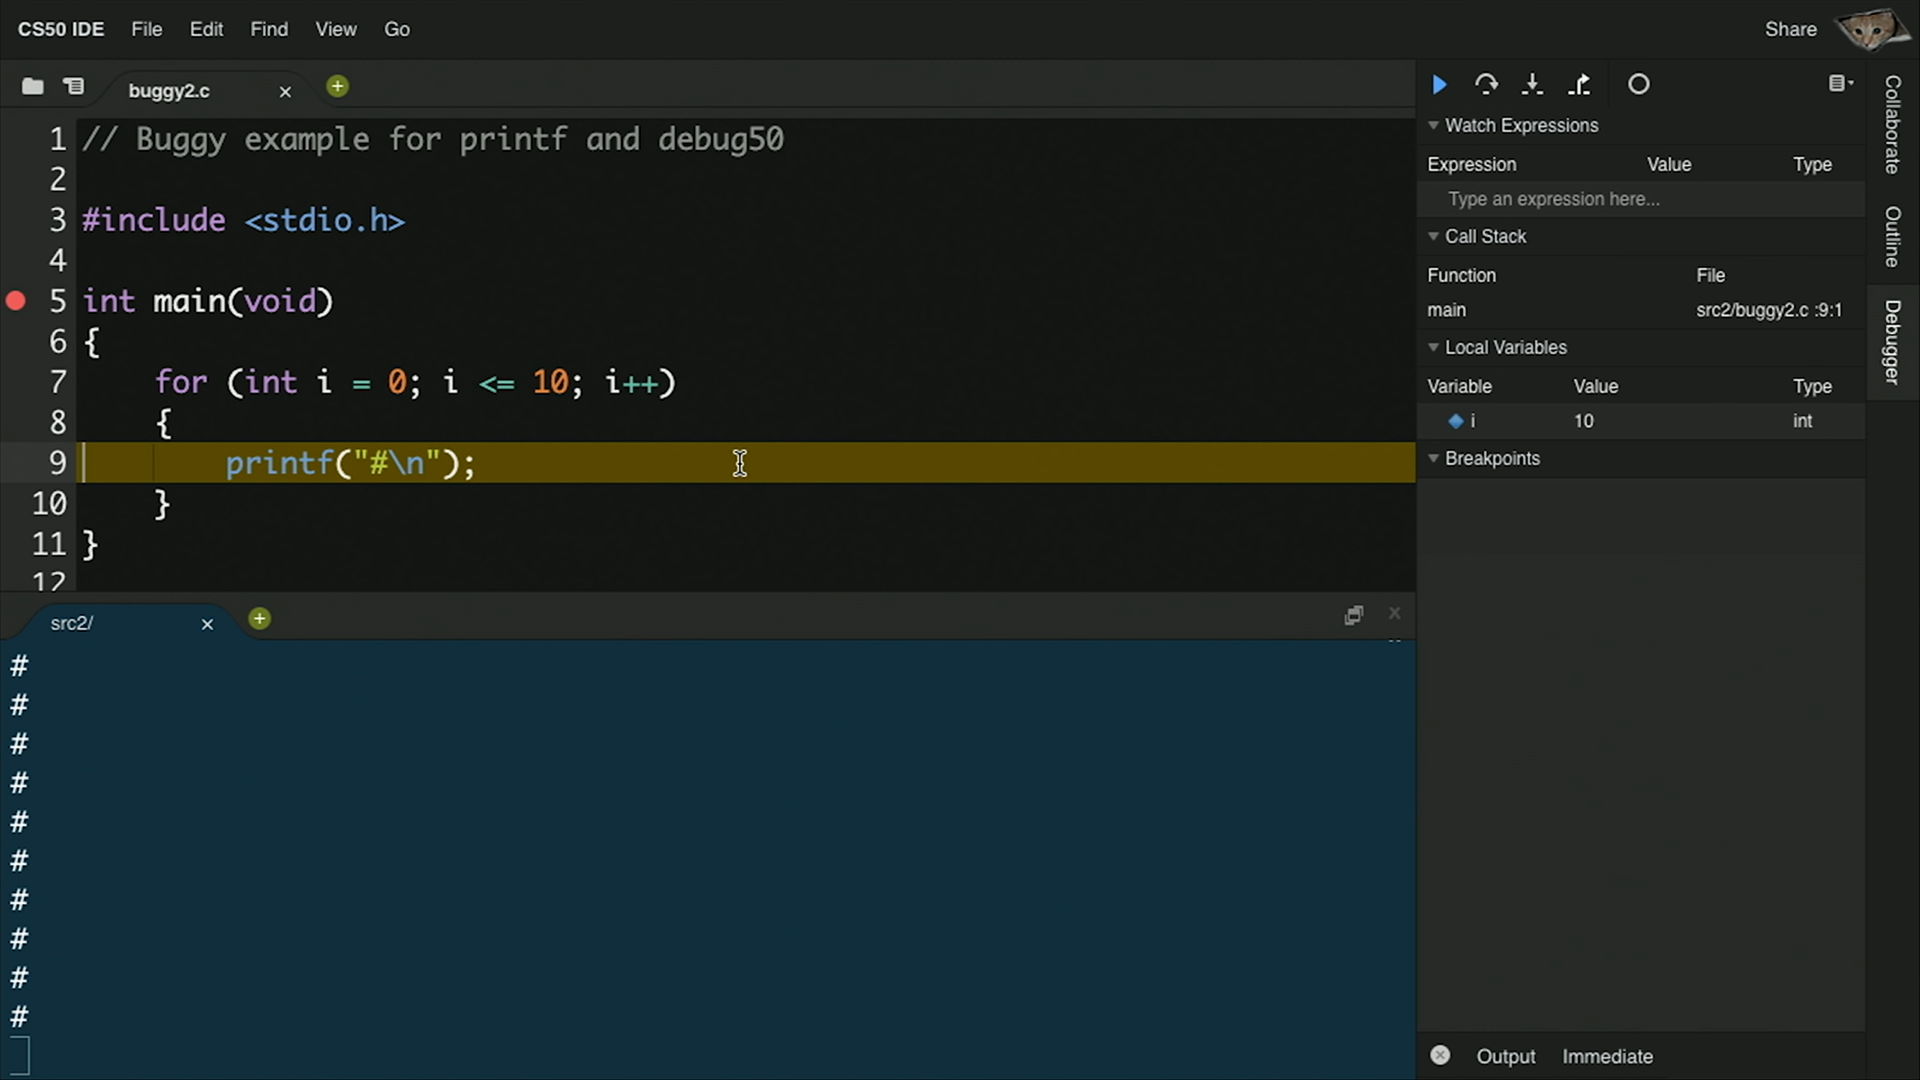 CS50 IDE File Edit Find View Go Share
buggy2.c
1 // Buggy example for printf and debug50
2
3 #include <stdio.h>
4
5 int main(void)
6 {
7 for (int i = 0; i <= 10; i++)
8 {
9 printf("#\n");
10 }
11 }
12
src2/
#
#
#
#
#
#
#
#
#
#
Watch Expressions
Expression Value Type
Type an expression here...
Call Stack
Function File
main src2/buggy2.c :9:1
Local Variables
Variable Value Type
i 10 int
Breakpoints
Output Immediate
Collaborate
Outline
Debugger